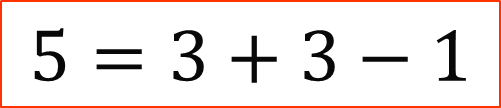 5 = 3 + 3 − 1